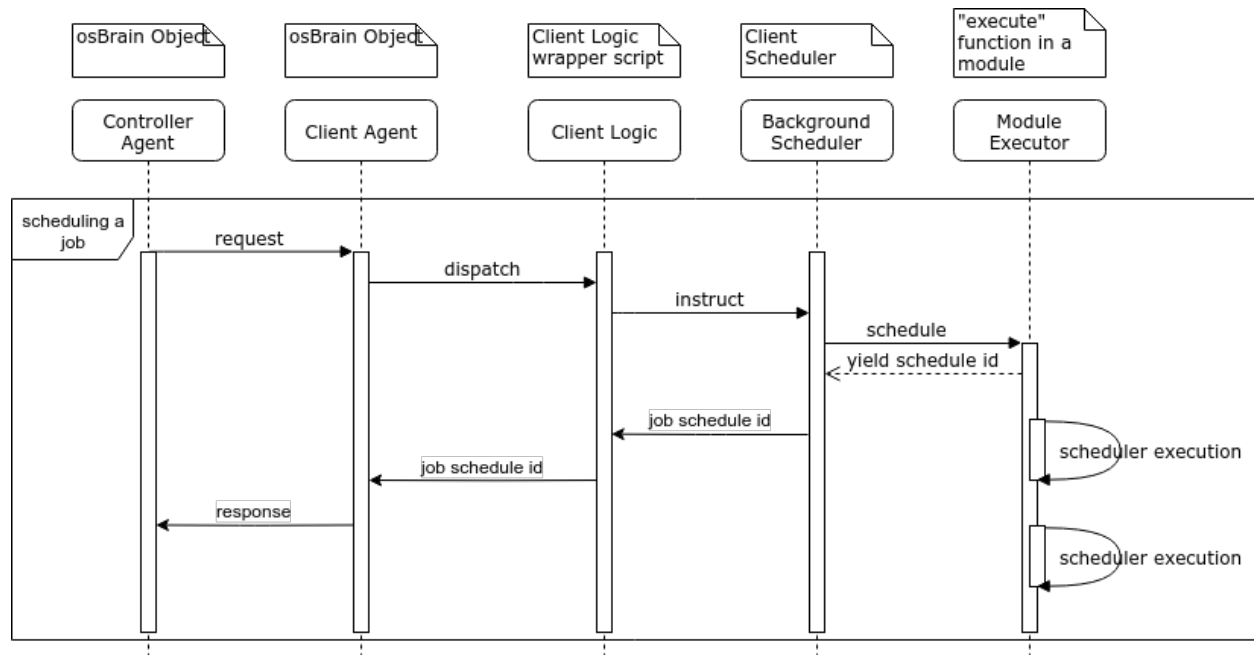 osBrain Object
osBrain Object
Client Logic
wrapper script
Client
Scheduler
"execute"
function in a
module
Controller
Agent
Client Agent
Client Logic
Background
Scheduler
Module
Executor
scheduling a
job
request
dispatch
instruct
schedule
yield schedule id
job schedule id
scheduler execution
job schedule id
response
scheduler execution